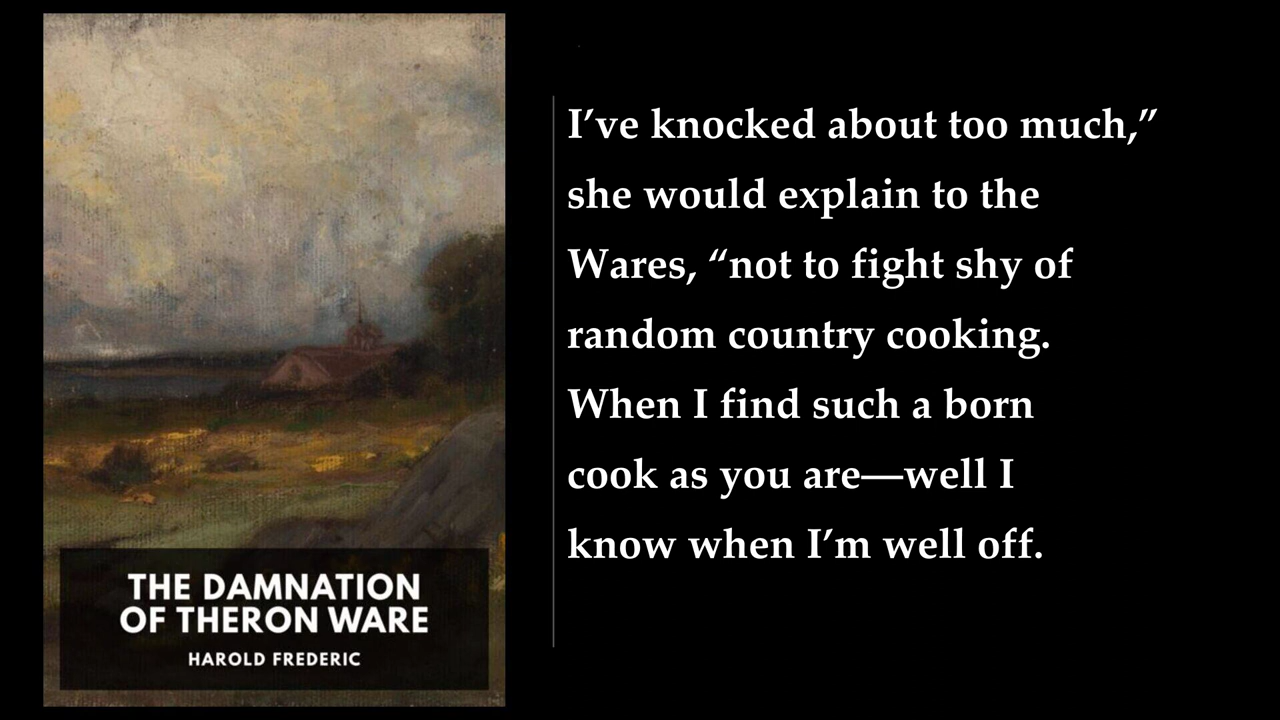 THE DAMNATION
OF THERON WARE
HAROLD FREDERIC
I’ve knocked about too much,”
she would explain to the
Wares, “not to fight shy of
random country cooking.
When I find such a born
cook as you are—well I
know when I’m well off.